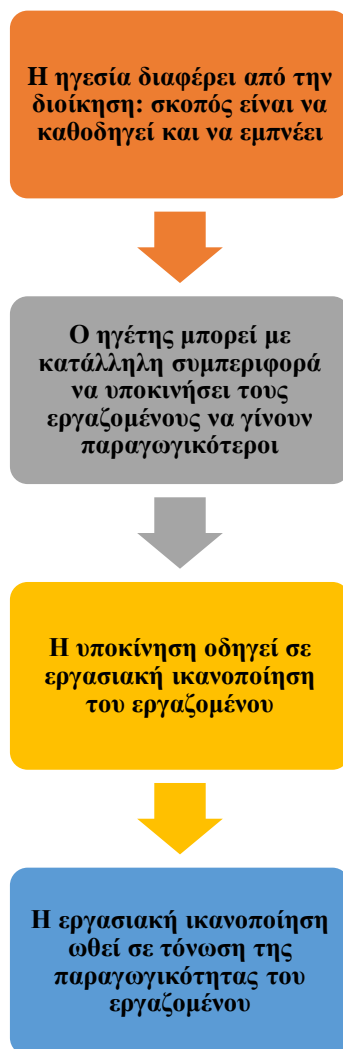 Η ηγεσία διαφέρει από την
διοίκηση: σκοπός είναι να
καθοδηγεί και να εμπνέει
Ο ηγέτης μπορεί με
κατάλληλη συμπεριφορά
να υποκινήσει τους
εργαζομένους να γίνουν
παραγωγικότεροι
Η υποκίνηση οδηγεί σε
εργασιακή ικανοποίηση
του εργαζομένου
Η εργασιακή ικανοποίηση
ωθεί σε τόνωση της
παραγωγικότητας του
εργαζομένου